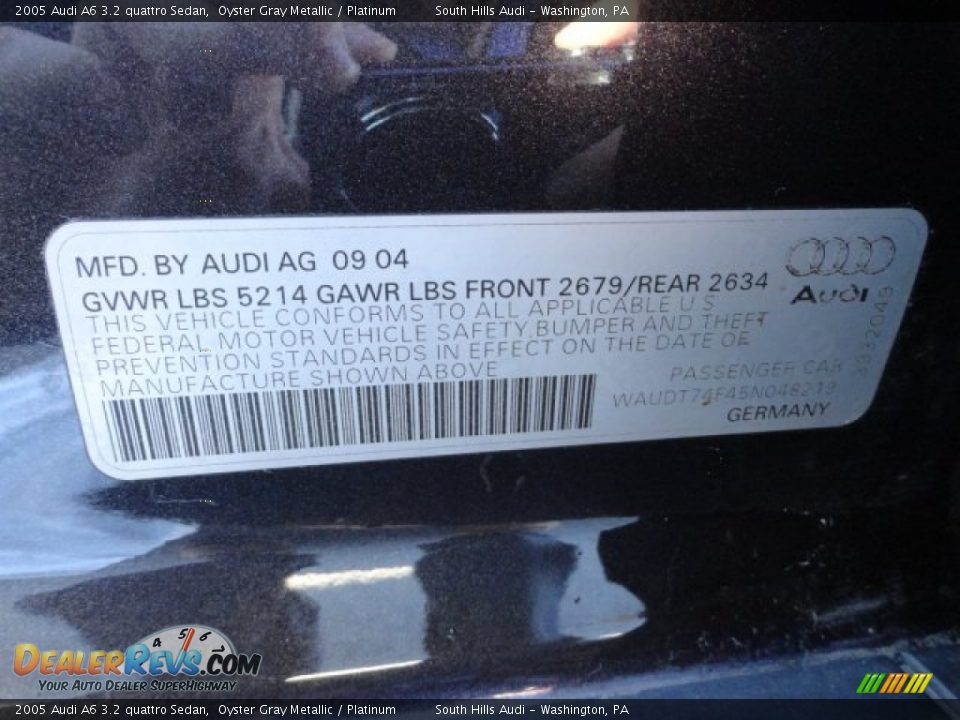 2005 Audi A6 3.2 quattro Sedan, Oyster Gray Metallic / Platinum South Hills Audi - Washington, PA
MFD. BY AUDI AG 09 04
GVWR LBS 5214 GAWR LBS FRONT 2679/REAR 2634
THIS VEHICLE CONFORMS TO ALL APPLICABLE U S
FEDERAL MOTOR VEHICLE SAFETY, BUMPER AND THEFT
PREVENTION STANDARDS IN EFFECT ON THE DATE OF
MANUFACTURE SHOWN ABOVE
Audi
PASSENGER CAR
WAUDT74F45N048219
GERMANY
4 5 6
DEALERREVS.COM
YOUR AUTO DEALER SUPERHIGHWAY
2005 Audi A6 3.2 quattro Sedan, Oyster Gray Metallic / Platinum South Hills Audi - Washington, PA